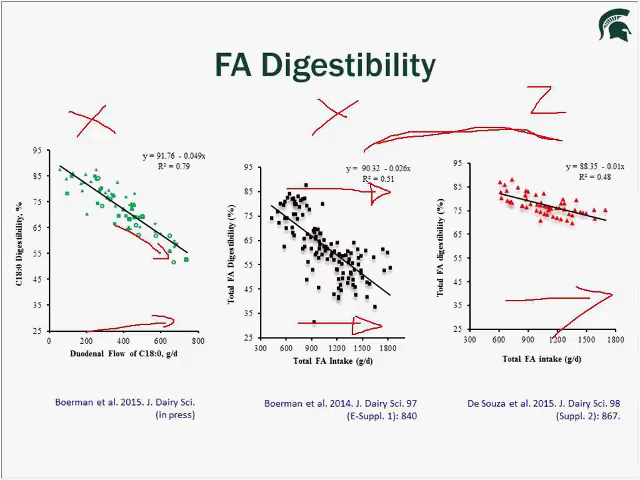 FA Digestibility
95
85
75
65
55
45
35
25
C18:0 Digestibility, %
y = 91.76 - 0.049x
R² = 0.79
0 200 400 600 800
Duodenal Flow of C18:0, g/d
Boerman et al. 2015. J. Dairy Sci.
(in press)
95
85
75
65
55
45
35
25
Total FA Digestibility (%)
y = 90.32 - 0.026x
R² = 0.51
300 600 900 1200 1500 1800
Total FA Intake (g/d)
Boerman et al. 2014. J. Dairy Sci. 97
(E-Suppl. 1): 840
95
85
75
65
55
45
35
25
Total FA digestibility (%)
y = 88.35 - 0.01x
R² = 0.48
300 600 900 1200 1500 1800
Total FA intake (g/d)
De Souza et al. 2015. J. Dairy Sci. 98
(Suppl. 2): 867.